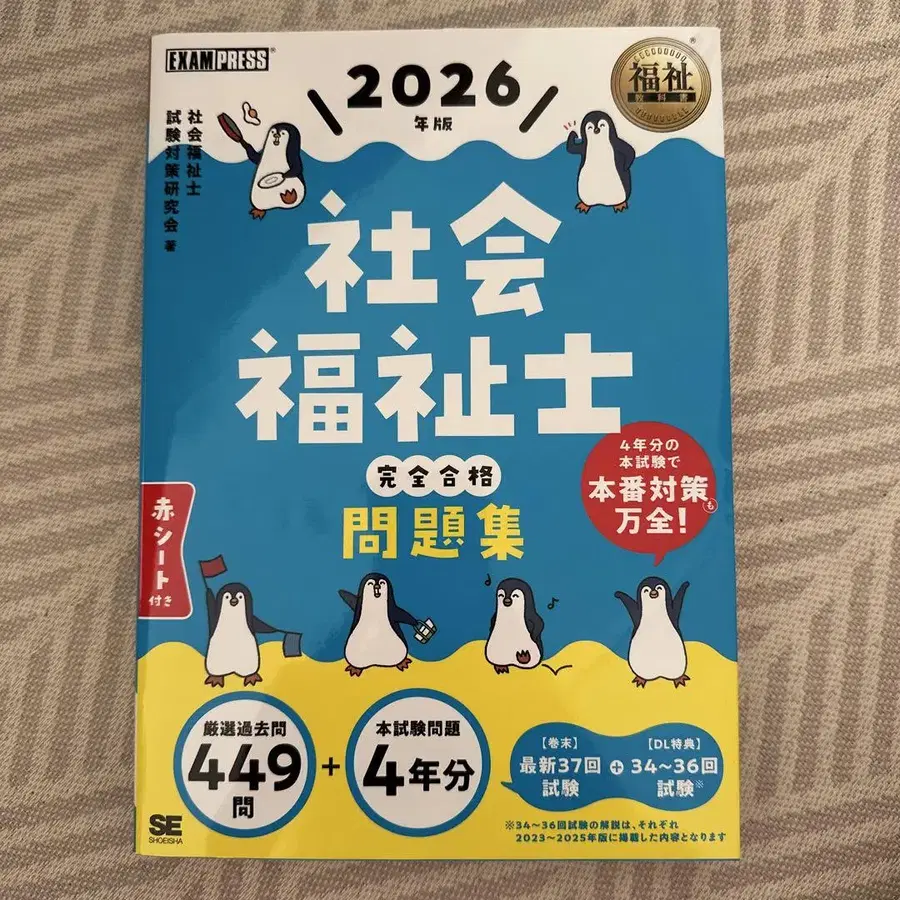 EXAMPRESS®
2026
年版
福祉
教科書
®
社会福祉士
試験対策研究会 著
社会
福祉士
完全合格
問題集
4年分の
本試験で
本番対策も
万全!
赤シート付き
厳選過去問
449
問
+
本試験問題
4年分
【巻末】
最新37回
試験
+
【DL特典】
34~36回
試験※
※34~36回試験の解説は、それぞれ
2023~2025年版に掲載した内容となります
SE
SHOEISHA